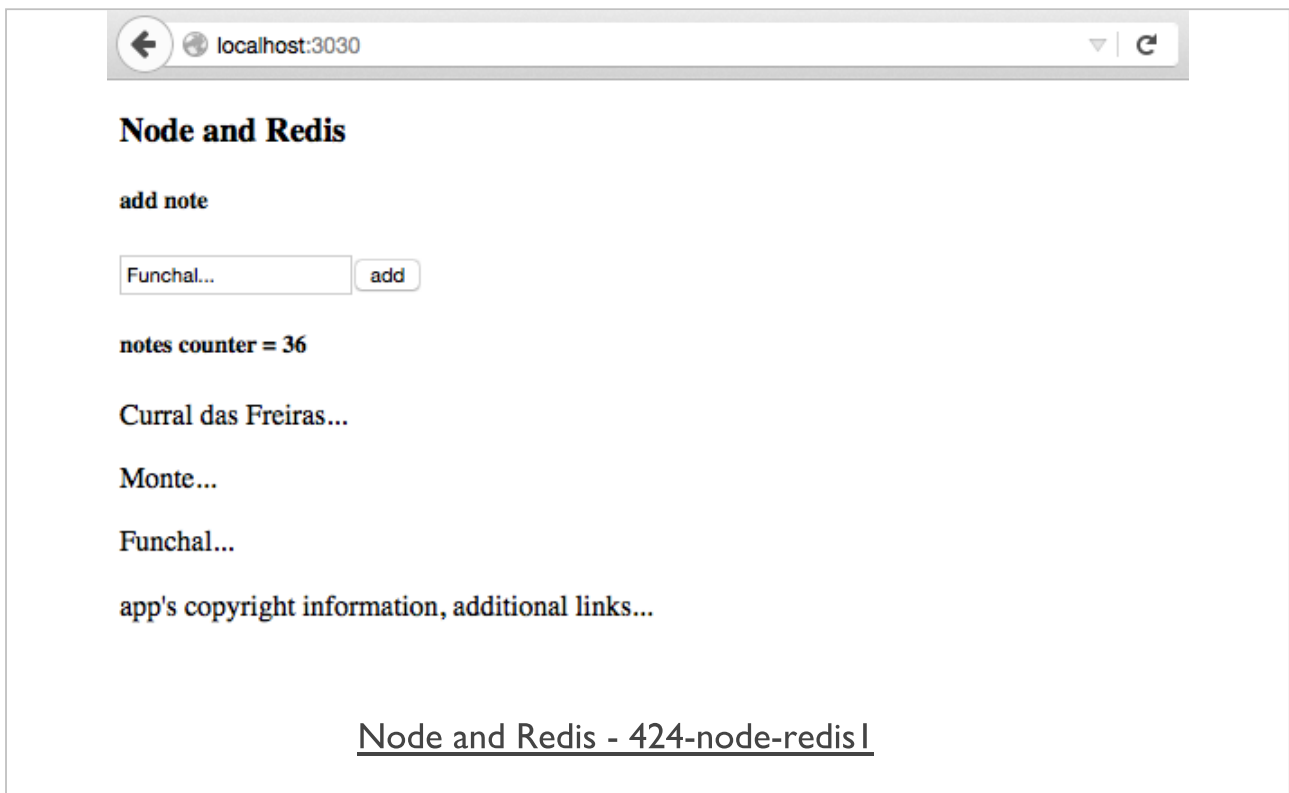 localhost:3030
Node and Redis
add note
Funchal... add
notes counter = 36
Curral das Freiras...
Monte...
Funchal...
app's copyright information, additional links...
Node and Redis - 424-node-redis1